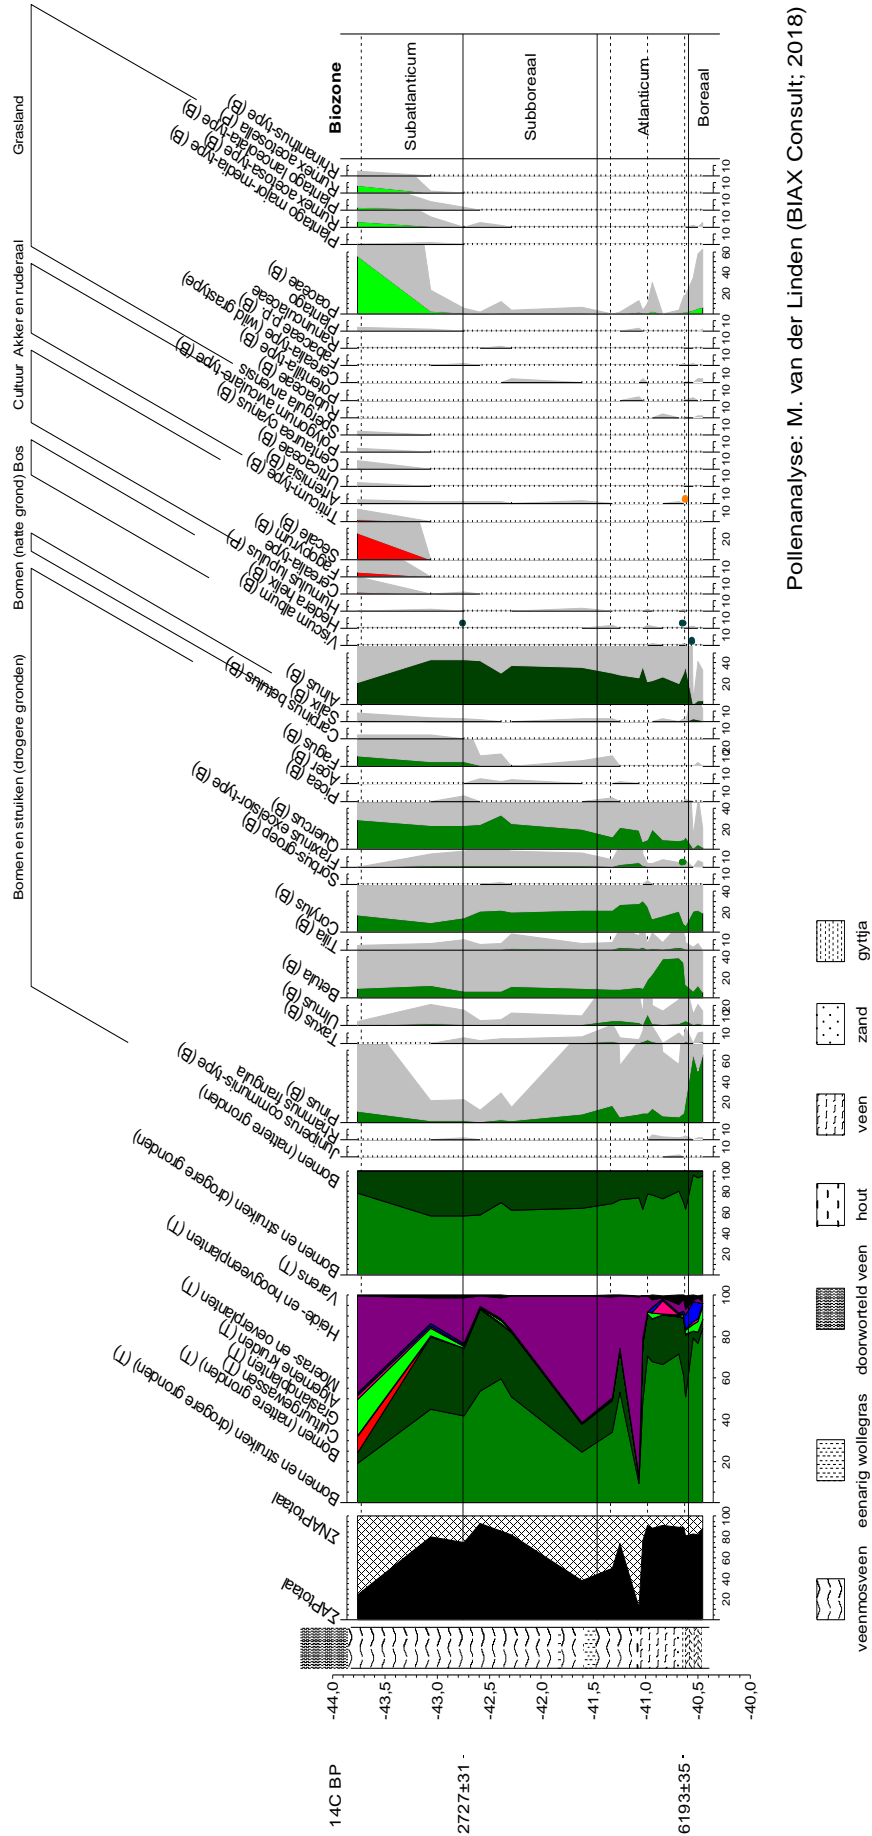 Bomen en struiken (drogere gronden)
Bomen (natte grond)
Bos
Cultuur
Akker en ruderaal
Grasland
14C BP
2727±31
6193±35
-44,0
-43,5
-43,0
-42,5
-42,0
-41,5
-41,0
-40,5
-40,0
ΣAPtotaal
ΣNAPtotaal
Bomen en struiken (drogere gronden) (T)
Bomen (nattere gronden) (T)
Cultuurgewassen (T)
Graslandplanten (T)
Algemene kruiden (T)
Moeras- en oeverplanten (T)
Heide- en hoogveenplanten (T)
Varens (T)
Bomen en struiken (drogere gronden)
Bomen (nattere gronden)
Juniperus communis-type (B)
Rhamnus frangula
Pinus (B)
Taxus (B)
Ulmus (B)
Betula (B)
Tilia (B)
Corylus (B)
Sorbus-groep (B)
Fraxinus excelsior-type (B)
Quercus (B)
Picea (B)
Acer (B)
Fagus (B)
Carpinus betulus (B)
Salix (B)
Alnus (B)
Viscum album (B)
Hedera helix (B)
Humulus lupulus (P)
Cerealia-type
Fagopyrum (B)
Secale (B)
Triticum-type (B)
Artemisia (B)
Urticaceae (B)
Centaurea cyanus (B)
Polygonum aviculare-type (B)
Spergula arvensis
Rubiaceae (B)
Potentilla-type (B)
Cerealia-type (wild grastype)
Fabaceae p.p. (B)
Ranunculaceae
Plantago
Poaceae (B)
Plantago major-media-type (B)
Rumex acetosa-type (B)
Plantago lanceolata-type (B)
Rumex acetosella (P)
Rhinanthus-type (B)
Biozone
Subatlanticum
Subboreaal
Atlanticum
Boreaal
veenmosveen
eenarig wollegras
doorworteld veen
hout
veen
zand
gyttja
Pollenanalyse: M. van der Linden (BIAX Consult; 2018)